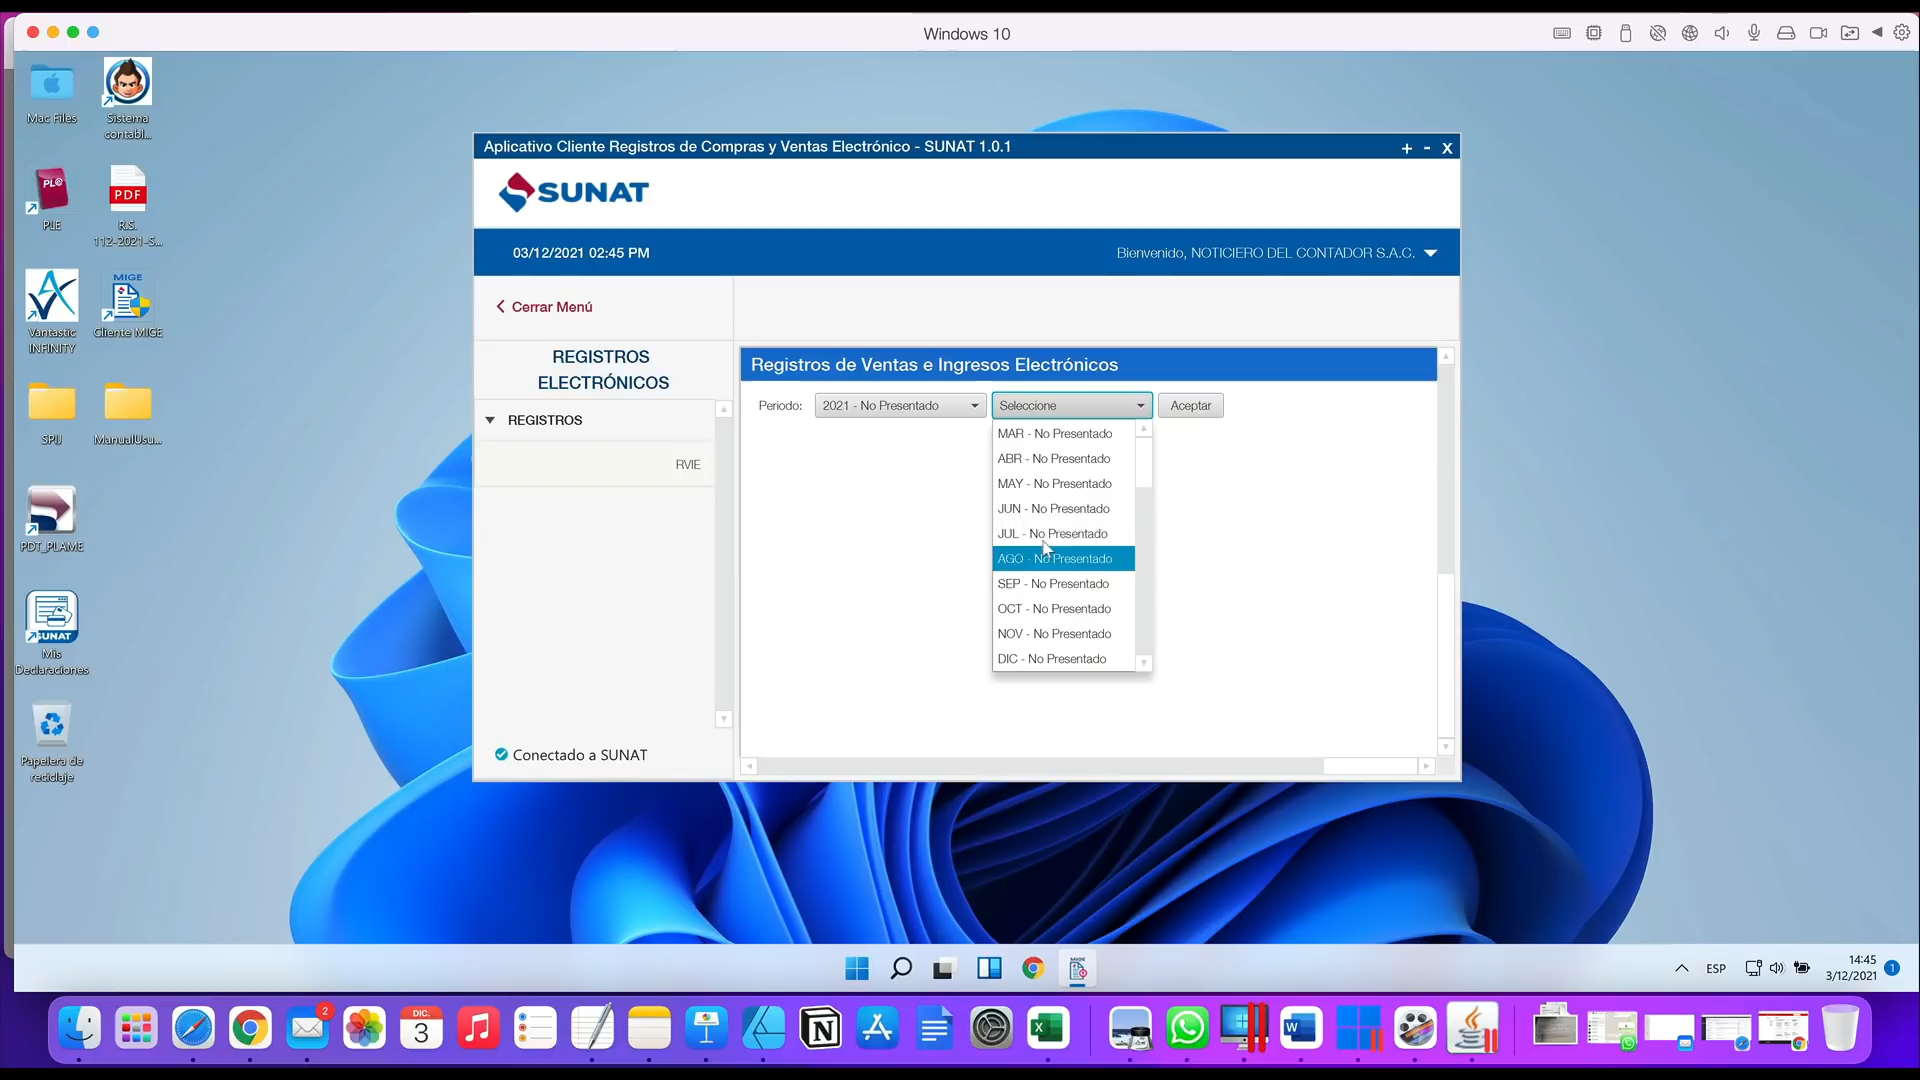 Windows 10
Mac Files
Sistema
contabl...
PLE
PDF
R.S.
112-2021-S...
Vantastic
INFINITY
MIGE
Cliente MIGE
SPIJ
ManualUsu...
PDT_PLAME
SUNAT
Mis
Declaraciones
Papelera de
reciclaje
Aplicativo Cliente Registros de Compras y Ventas Electrónico - SUNAT 1.0.1
+ - X
SUNAT
03/12/2021 02:45 PM
Bienvenido, NOTICIERO DEL CONTADOR S.A.C.
Cerrar Menú
REGISTROS
ELECTRÓNICOS
REGISTROS
RVIE
Conectado a SUNAT
Registros de Ventas e Ingresos Electrónicos
Periodo:
2021 - No Presentado
Seleccione
Aceptar
MAR - No Presentado
ABR - No Presentado
MAY - No Presentado
JUN - No Presentado
JUL - No Presentado
AGO - No Presentado
SEP - No Presentado
OCT - No Presentado
NOV - No Presentado
DIC - No Presentado
ESP
14:45
3/12/2021
1
2
DIC.
3